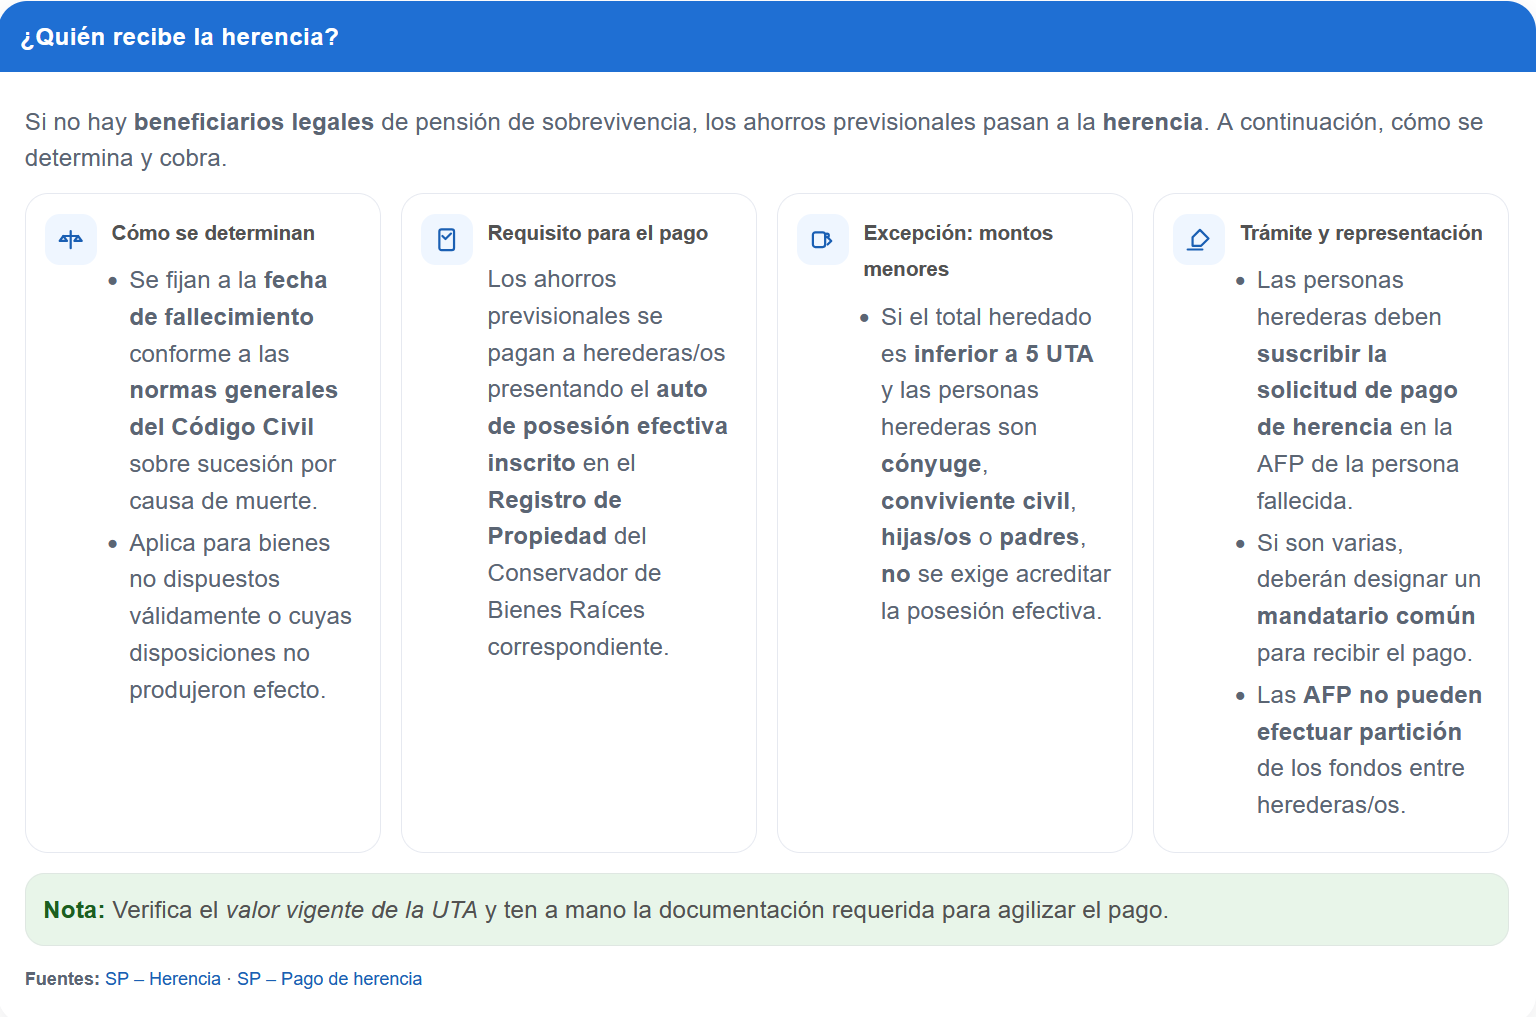 ¿Quién recibe la herencia?
Si no hay beneficiarios legales de pensión de sobrevivencia, los ahorros previsionales pasan a la herencia. A continuación, cómo se
determina y cobra.
Cómo se determinan
• Se fijan a la fecha
de fallecimiento
conforme a las
normas generales
del Código Civil
sobre sucesión por
causa de muerte.
• Aplica para bienes
no dispuestos
válidamente o cuyas
disposiciones no
produjeron efecto.
Requisito para el pago
Los ahorros
previsionales se
pagan a herederas/os
presentando el auto
de posesión efectiva
inscrito en el
Registro de
Propiedad del
Conservador de
Bienes Raíces
correspondiente.
Excepción: montos
menores
• Si el total heredado
es inferior a 5 UTA
y las personas
herederas son
cónyuge,
conviviente civil,
hijas/os o padres,
no se exige acreditar
la posesión efectiva.
Trámite y representación
• Las personas
herederas deben
suscribir la
solicitud de pago
de herencia en la
AFP de la persona
fallecida.
• Si son varias,
deberán designar un
mandatario común
para recibir el pago.
• Las AFP no pueden
efectuar partición
de los fondos entre
herederas/os.
Nota: Verifica el valor vigente de la UTA y ten a mano la documentación requerida para agilizar el pago.
Fuentes: SP – Herencia · SP – Pago de herencia